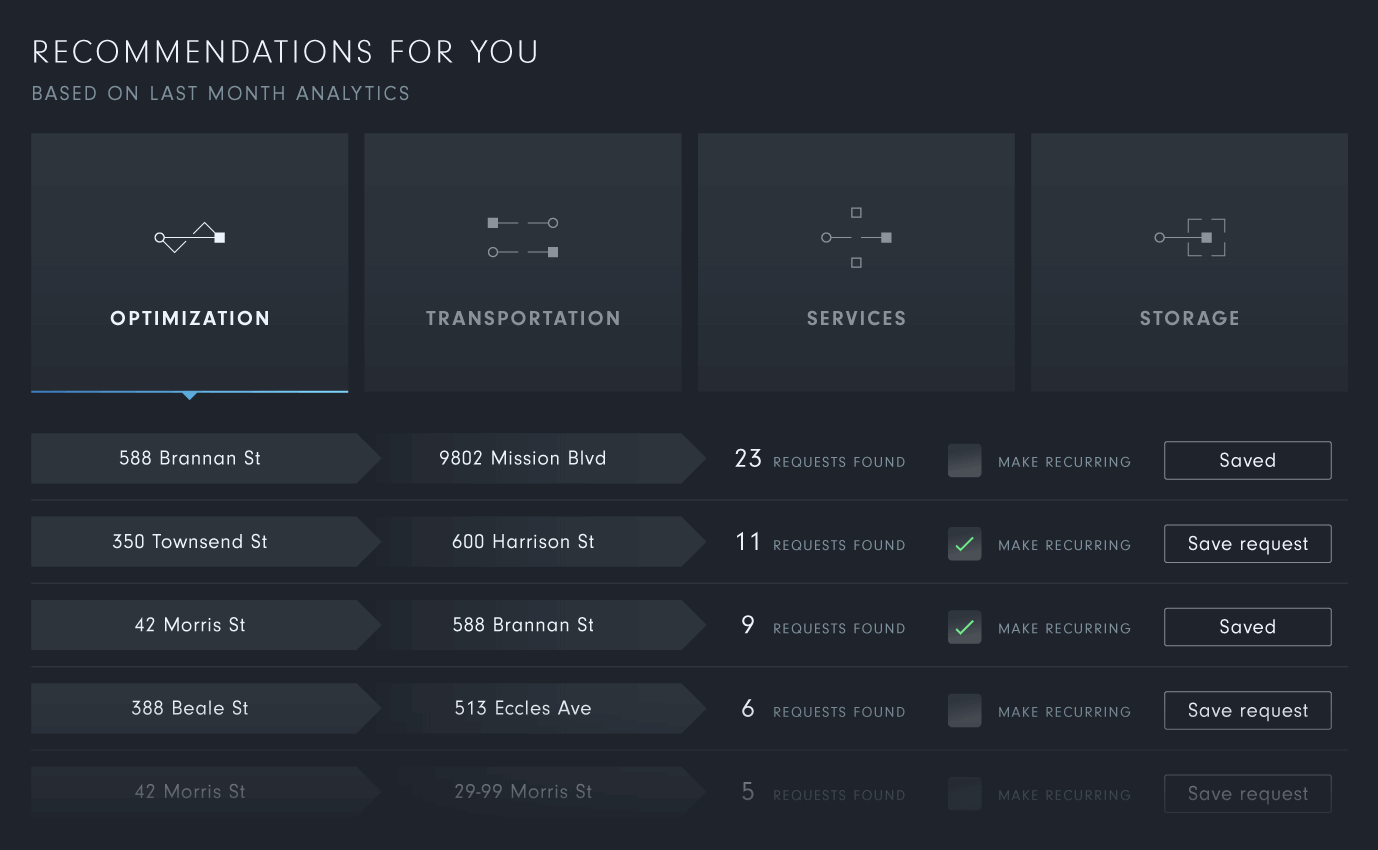 RECOMMENDATIONS FOR YOU
BASED ON LAST MONTH ANALYTICS
OPTIMIZATION TRANSPORTATION SERVICES STORAGE
588 Brannan St 9802 Mission Blvd 23 REQUESTS FOUND MAKE RECURRING Saved
350 Townsend St 600 Harrison St 11 REQUESTS FOUND MAKE RECURRING Save request
42 Morris St 588 Brannan St 9 REQUESTS FOUND MAKE RECURRING Saved
388 Beale St 513 Eccles Ave 6 REQUESTS FOUND MAKE RECURRING Save request
42 Morris St 29-99 Morris St 5 REQUESTS FOUND MAKE RECURRING Save request